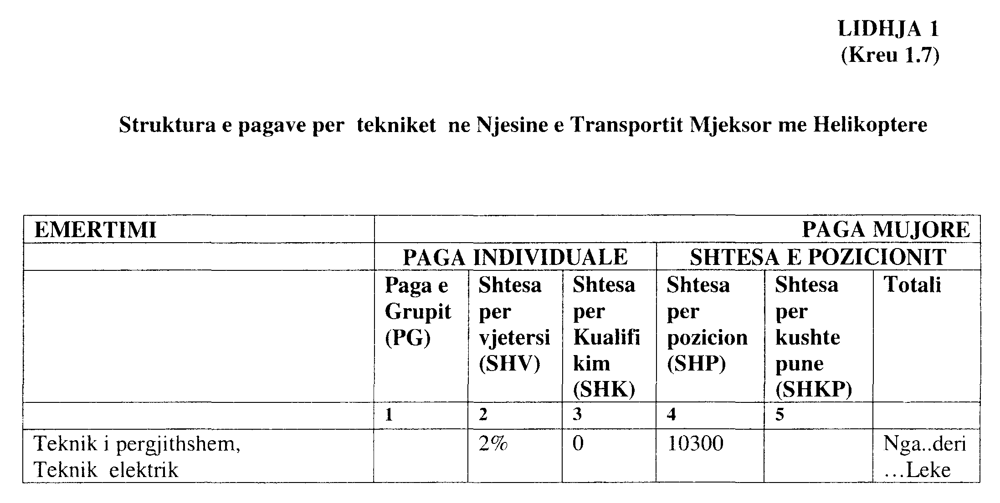 LIDHJA 1
(Kreu 1.7)
Struktura e pagave per tekniket ne Njesine e Transportit Mjeksor me Helikoptere
EMERTIMI PAGA MUJORE
PAGA INDIVIDUALE SHTESA E POZICIONIT
Paga e Shtesa Shtesa Shtesa Shtesa Totali
Grupit per per per per
(PG) vjetersi Kualifi pozicion kushte
(SHV) kim (SHP) pune
(SHK) (SHKP)
1 2 3 4 5
Teknik i pergjithshem, 2% 0 10300 Nga..deri
Teknik elektrik ...Leke